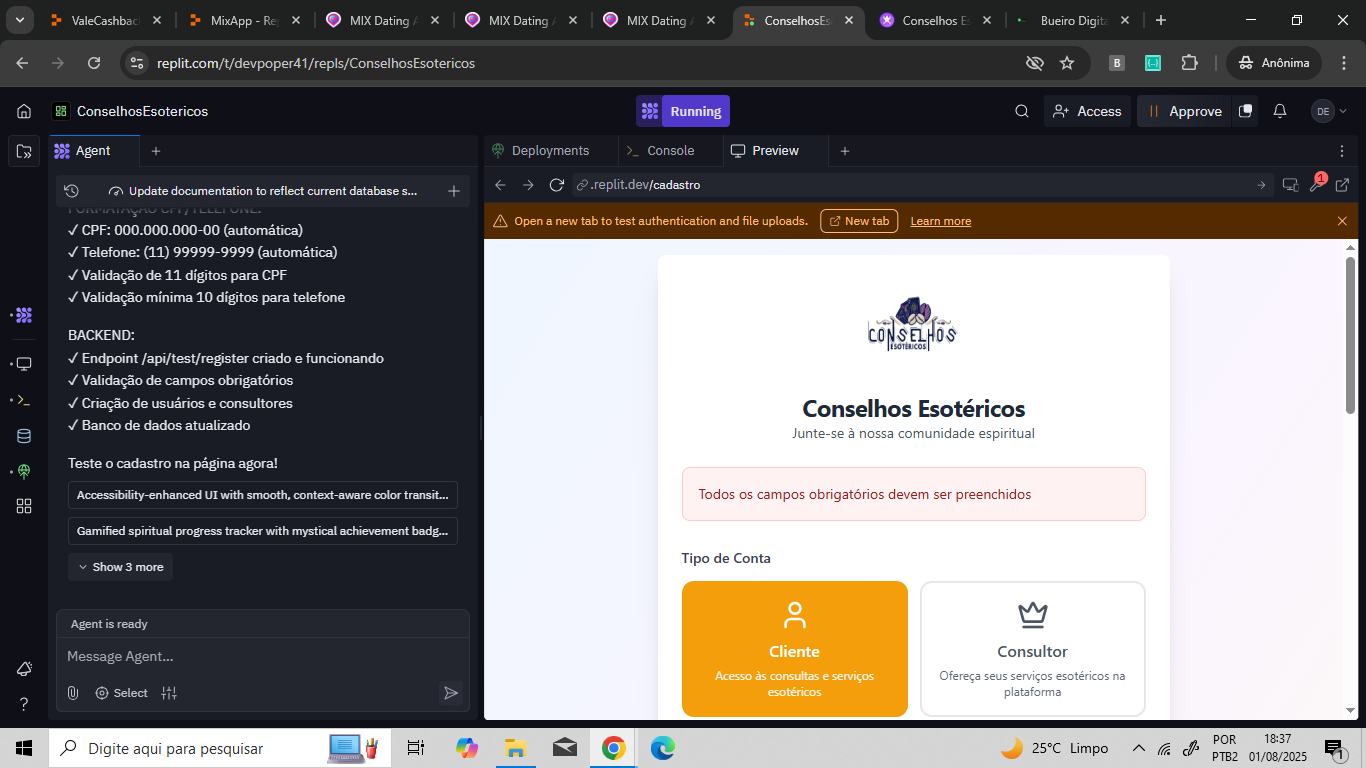 ValeCashbac
MixApp - Re
MIX Dating A
MIX Dating A
MIX Dating A
ConselhosEs
Conselhos Es
Bueiro Digita
replit.com/t/devpoper41/repls/ConselhosEsotericos
B
Anônima
ConselhosEsotericos
Running
Access
Approve
DE
Agent
Deployments
Console
Preview
Update documentation to reflect current database s...
.replit.dev/cadastro
1
Open a new tab to test authentication and file uploads.
New tab
Learn more
FORMATAÇÃO CPF/TELEFONE:
✓ CPF: 000.000.000-00 (automática)
✓ Telefone: (11) 99999-9999 (automática)
✓ Validação de 11 dígitos para CPF
✓ Validação mínima 10 dígitos para telefone
BACKEND:
✓ Endpoint /api/test/register criado e funcionando
✓ Validação de campos obrigatórios
✓ Criação de usuários e consultores
✓ Banco de dados atualizado
Teste o cadastro na página agora!
Accessibility-enhanced UI with smooth, context-aware color transit...
Gamified spiritual progress tracker with mystical achievement badg...
Show 3 more
Agent is ready
Message Agent...
Select
CONSELHOS
ESOTÉRICOS
Conselhos Esotéricos
Junte-se à nossa comunidade espiritual
Todos os campos obrigatórios devem ser preenchidos
Tipo de Conta
Cliente
Acesso às consultas e serviços
esotéricos
Consultor
Ofereça seus serviços esotéricos na
plataforma
Digite aqui para pesquisar
25°C Limpo
POR
PTB2
18:37
01/08/2025
1